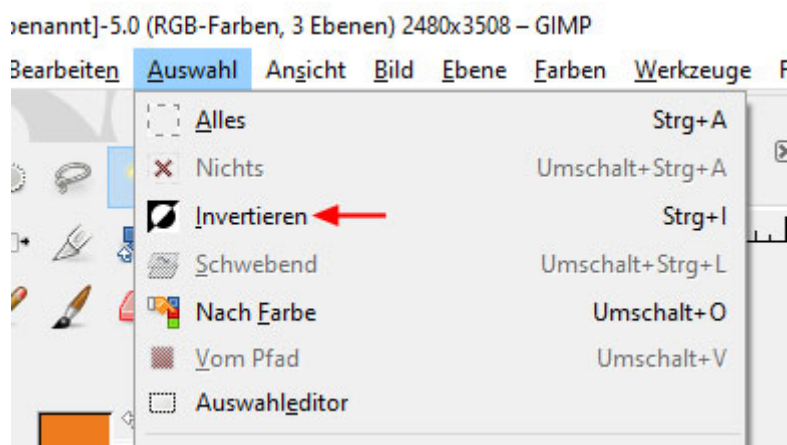 benannt]-5.0 (RGB-Farben, 3 Ebenen) 2480x3508 – GIMP
Bearbeiten Auswahl Ansicht Bild Ebene Farben Werkzeuge F
Alles Strg+A
Nichts Umschalt+Strg+A
Invertieren Strg+I
Schwebend Umschalt+Strg+L
Nach Farbe Umschalt+O
Vom Pfad Umschalt+V
Auswahleditor